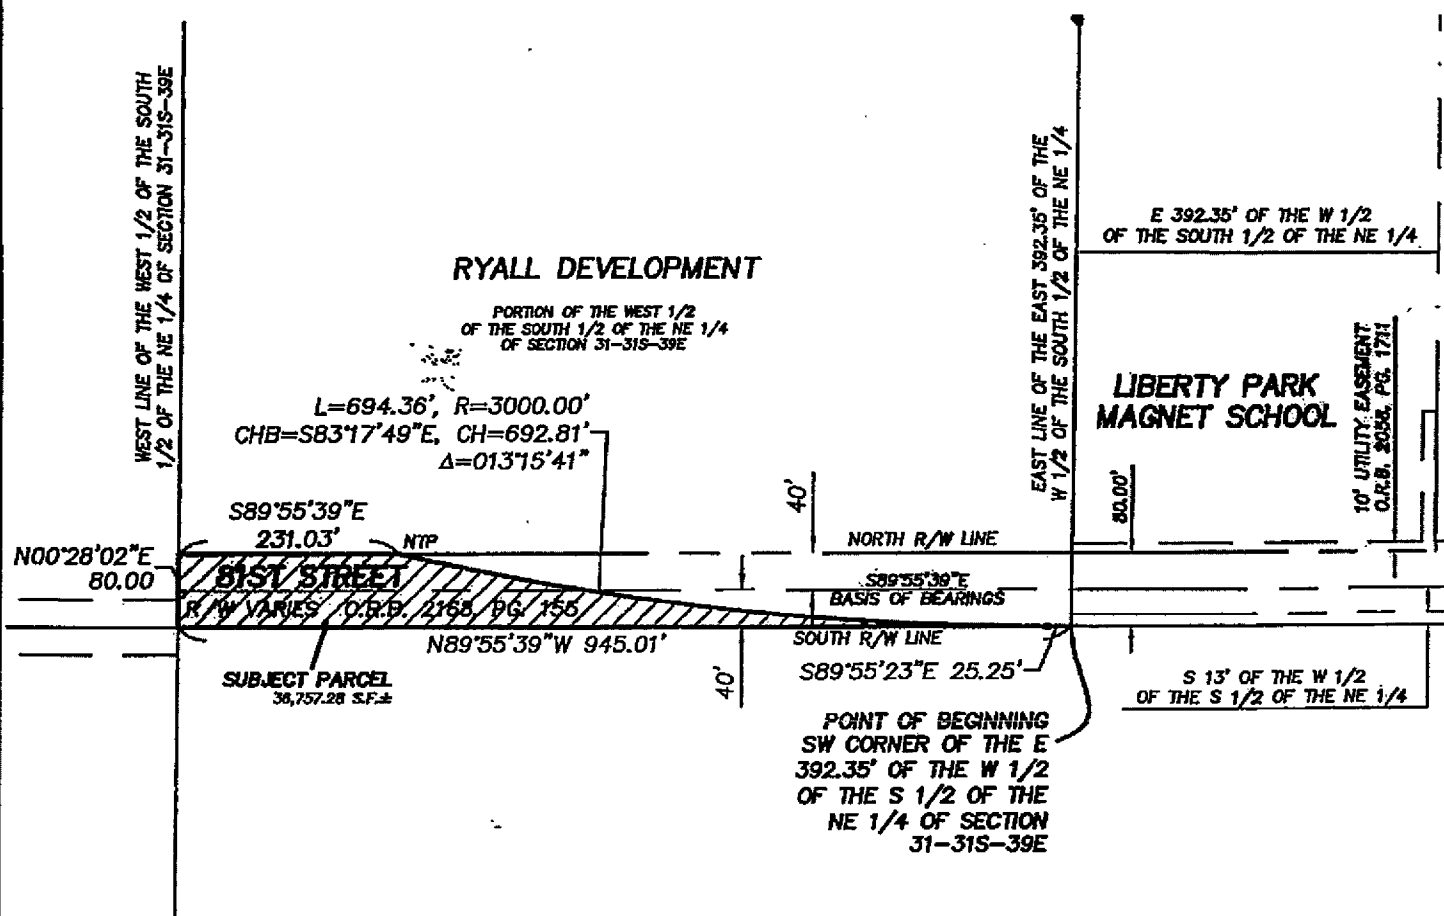 WEST LINE OF THE WEST 1/2 OF THE SOUTH
1/2 OF THE NE 1/4 OF SECTION 31-31S-39E
RYALL DEVELOPMENT
PORTION OF THE WEST 1/2
OF THE SOUTH 1/2 OF THE NE 1/4
OF SECTION 31-31S-39E
L=694.36', R=3000.00'
CHB=S83°17'49"E, CH=692.81'
Δ=013°15'41"
EAST LINE OF THE EAST 392.35' OF THE
W 1/2 OF THE SOUTH 1/2 OF THE NE 1/4
E 392.35' OF THE W 1/2
OF THE SOUTH 1/2 OF THE NE 1/4
LIBERTY PARK
MAGNET SCHOOL
10' UTILITY EASEMENT
O.R.B. 2058, PG. 1711
80.00'
40'
S89°55'39"E
231.03'
NTP
NORTH R/W LINE
N00°28'02"E
80.00
81ST STREET
R/W VARIES O.R.B. 2168 PG. 155
S89°55'39"E
BASIS OF BEARINGS
SOUTH R/W LINE
N89°55'39"W 945.01'
S89°55'23"E 25.25'
40'
SUBJECT PARCEL
36,757.28 S.F.±
S 13' OF THE W 1/2
OF THE S 1/2 OF THE NE 1/4
POINT OF BEGINNING
SW CORNER OF THE E
392.35' OF THE W 1/2
OF THE S 1/2 OF THE
NE 1/4 OF SECTION
31-31S-39E